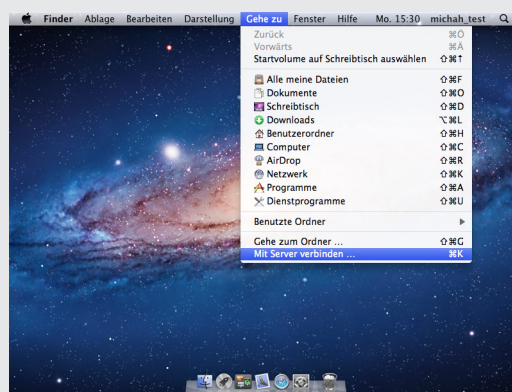 Finder Ablage Bearbeiten Darstellung Gehe zu Fenster Hilfe Mo. 15:30 michah_test
Zurück ⌘Ö
Vorwärts ⌘Ä
Startvolume auf Schreibtisch auswählen ⇧⌘↑
Alle meine Dateien ⇧⌘F
Dokumente ⇧⌘O
Schreibtisch ⇧⌘D
Downloads ⌥⌘L
Benutzerordner ⇧⌘H
Computer ⇧⌘C
AirDrop ⇧⌘R
Netzwerk ⇧⌘K
Programme ⇧⌘A
Dienstprogramme ⇧⌘U
Benutzte Ordner ▶
Gehe zum Ordner ... ⇧⌘G
Mit Server verbinden ... ⌘K